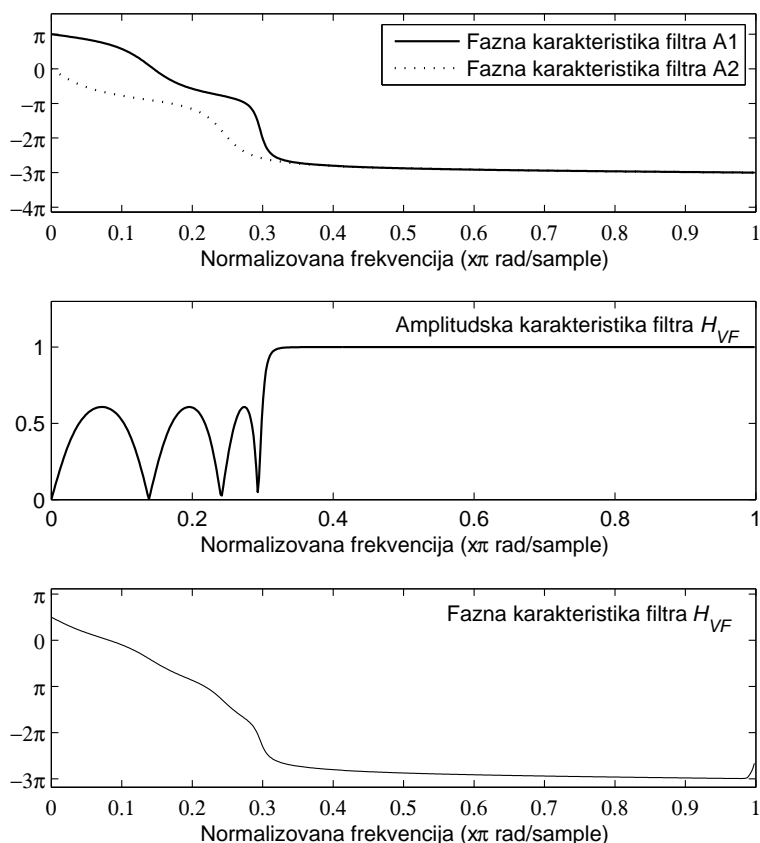 π
0
−π
−2π
−3π
−4π
Fazna karakteristika filtra A1
Fazna karakteristika filtra A2
0 0.1 0.2 0.3 0.4 0.5 0.6 0.7 0.8 0.9 1
Normalizovana frekvencija (xπ rad/sample)
Amplitudska karakteristika filtra H_VF
1
0.5
0
0 0.2 0.4 0.6 0.8 1
Normalizovana frekvencija (xπ rad/sample)
Fazna karakteristika filtra H_VF
π
0
π
−2π
−3π
0 0.1 0.2 0.3 0.4 0.5 0.6 0.7 0.8 0.9 1
Normalizovana frekvencija (xπ rad/sample)